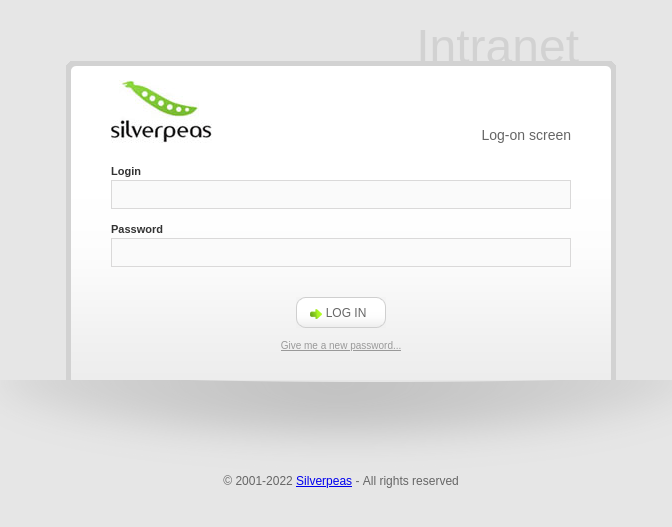 Intranet
silverpeas
Log-on screen
Login
Password
LOG IN
Give me a new password...
© 2001-2022 Silverpeas - All rights reserved